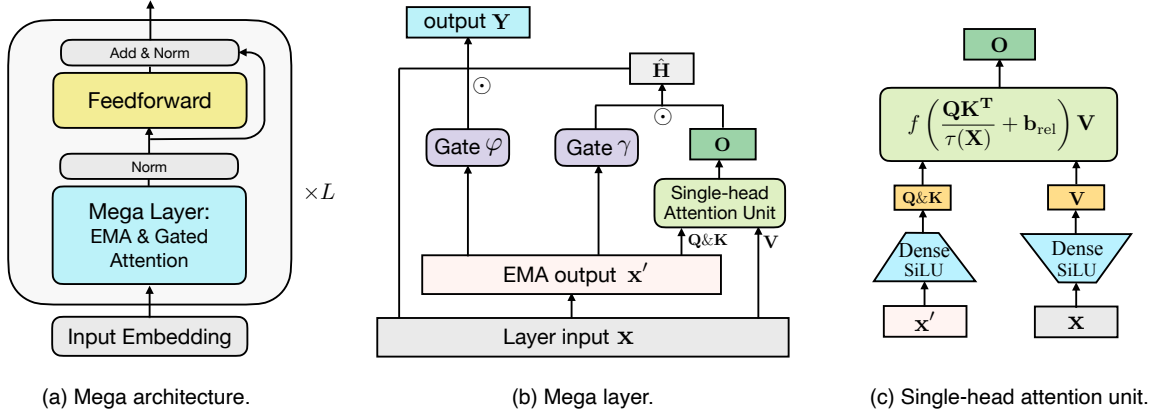 Add & Norm
Feedforward
Norm
Mega Layer:
EMA & Gated
Attention
×L
Input Embedding
(a) Mega architecture.
output Y
Ĥ
⊙
⊙
Gate φ
Gate γ
O
Single-head
Attention Unit
Q&K
V
EMA output x′
Layer input x
(b) Mega layer.
O
f(QK^T/τ(X) + b_rel) V
Q&K
V
Dense
SiLU
Dense
SiLU
x′
x
(c) Single-head attention unit.